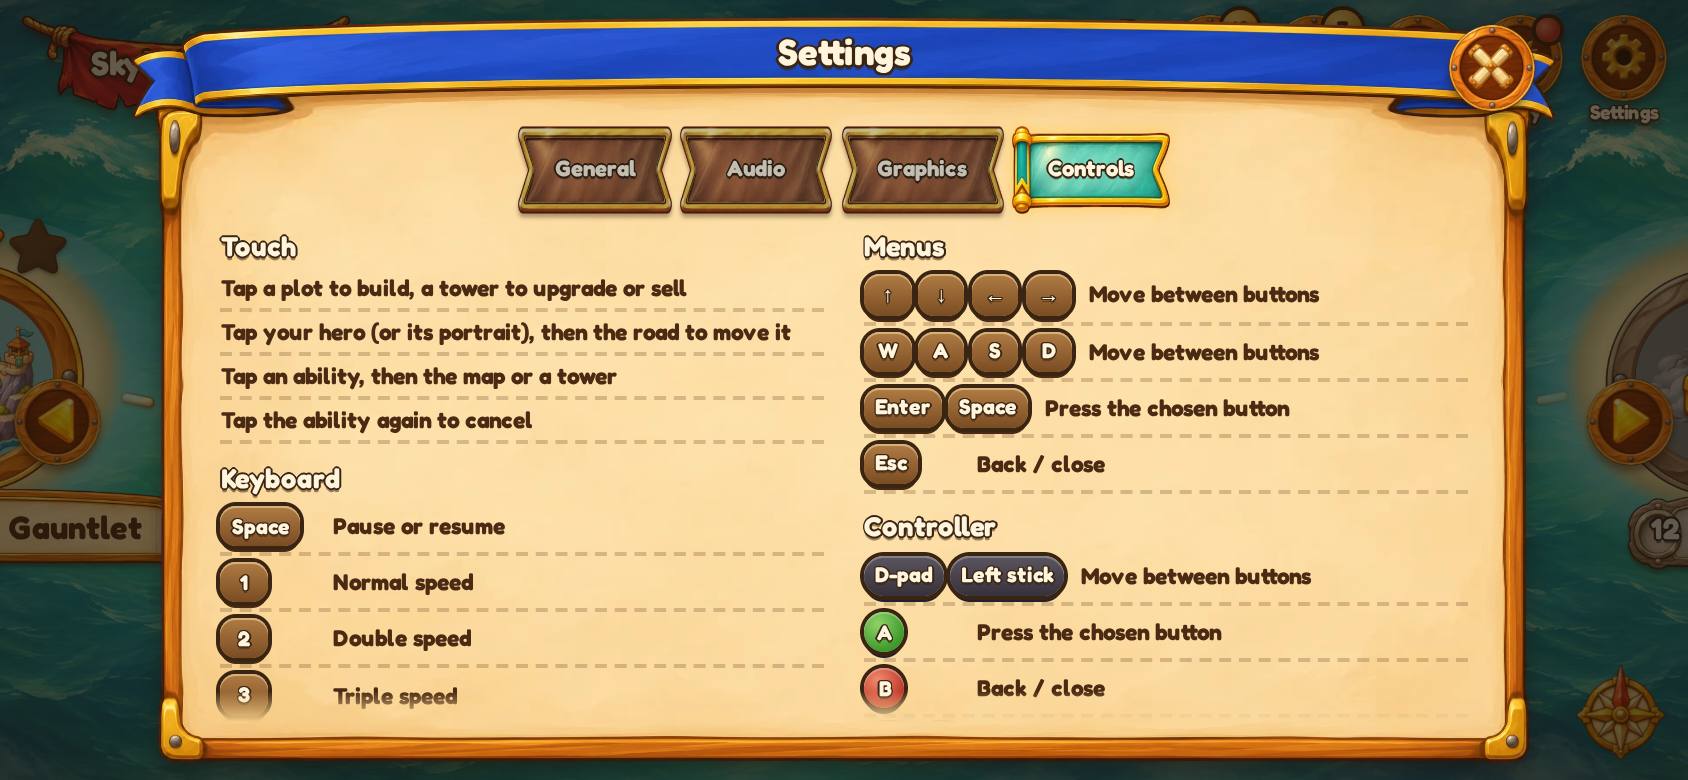 Settings
Sky
Settings
General
Audio
Graphics
Controls
Touch
Tap a plot to build, a tower to upgrade or sell
Tap your hero (or its portrait), then the road to move it
Tap an ability, then the map or a tower
Tap the ability again to cancel
Keyboard
Space Pause or resume
1 Normal speed
2 Double speed
3 Triple speed
Menus
↑ ↓ ← → Move between buttons
W A S D Move between buttons
Enter Space Press the chosen button
Esc Back / close
Controller
D-pad Left stick Move between buttons
A Press the chosen button
B Back / close
Gauntlet
12